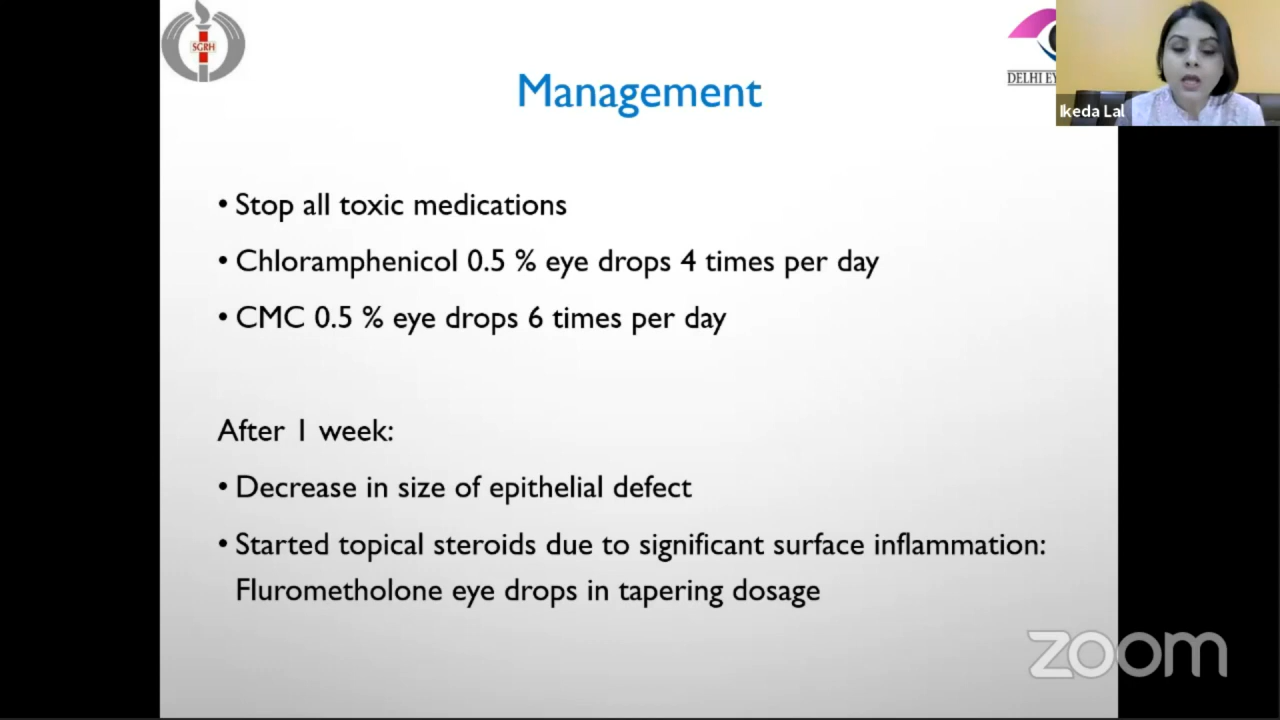 SGRH
DELHI EY
Ikeda Lal
Management
• Stop all toxic medications
• Chloramphenicol 0.5 % eye drops 4 times per day
• CMC 0.5 % eye drops 6 times per day
After 1 week:
• Decrease in size of epithelial defect
• Started topical steroids due to significant surface inflammation:
Flurometholone eye drops in tapering dosage
zoom